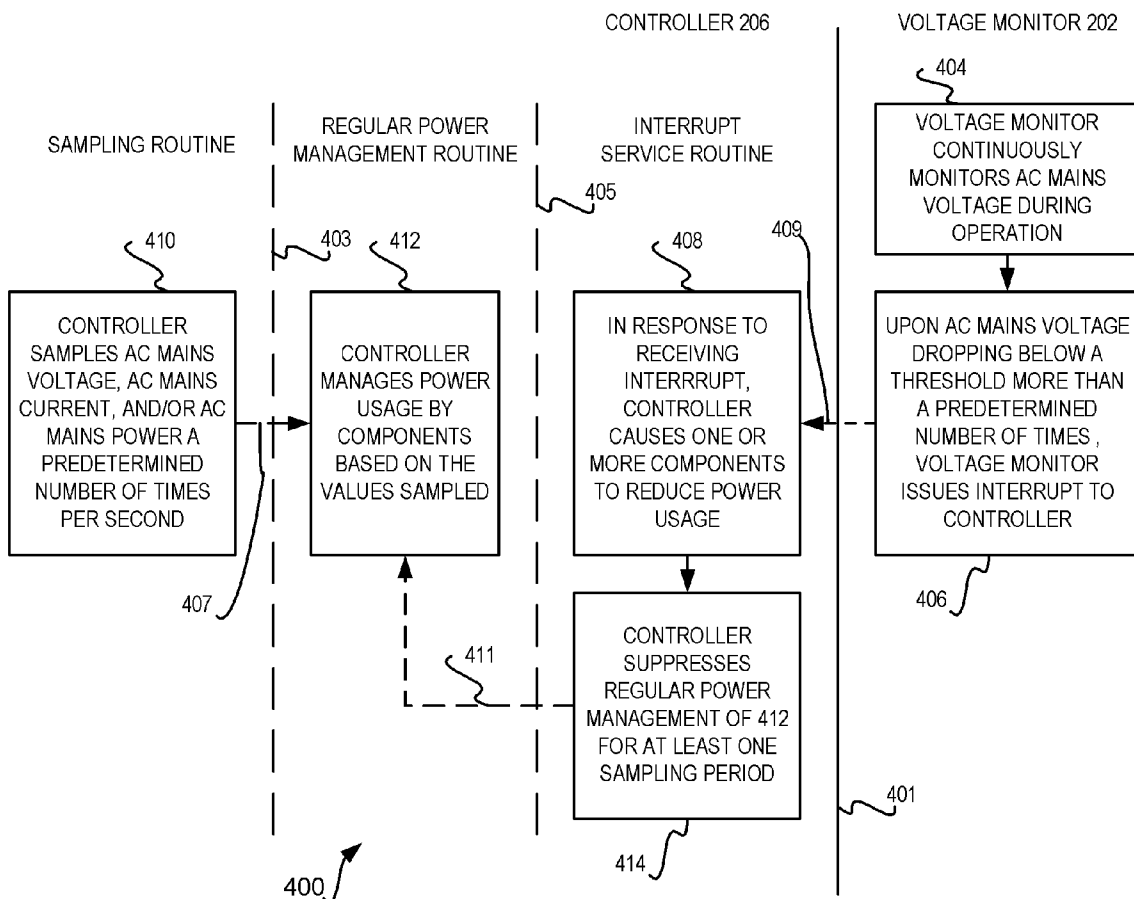 CONTROLLER 206
VOLTAGE MONITOR 202
SAMPLING ROUTINE
REGULAR POWER
MANAGEMENT ROUTINE
INTERRUPT
SERVICE ROUTINE
404
VOLTAGE MONITOR
CONTINUOUSLY
MONITORS AC MAINS
VOLTAGE DURING
OPERATION
410
403
412
405
408
409
CONTROLLER
SAMPLES AC MAINS
VOLTAGE, AC MAINS
CURRENT, AND/OR AC
MAINS POWER A
PREDETERMINED
NUMBER OF TIMES
PER SECOND
CONTROLLER
MANAGES POWER
USAGE BY
COMPONENTS
BASED ON THE
VALUES SAMPLED
IN RESPONSE TO
RECEIVING
INTERRRUPT,
CONTROLLER
CAUSES ONE OR
MORE COMPONENTS
TO REDUCE POWER
USAGE
UPON AC MAINS VOLTAGE
DROPPING BELOW A
THRESHOLD MORE THAN
A PREDETERMINED
NUMBER OF TIMES ,
VOLTAGE MONITOR
ISSUES INTERRUPT TO
CONTROLLER
407
406
411
CONTROLLER
SUPPRESSES
REGULAR POWER
MANAGEMENT OF 412
FOR AT LEAST ONE
SAMPLING PERIOD
401
414
400